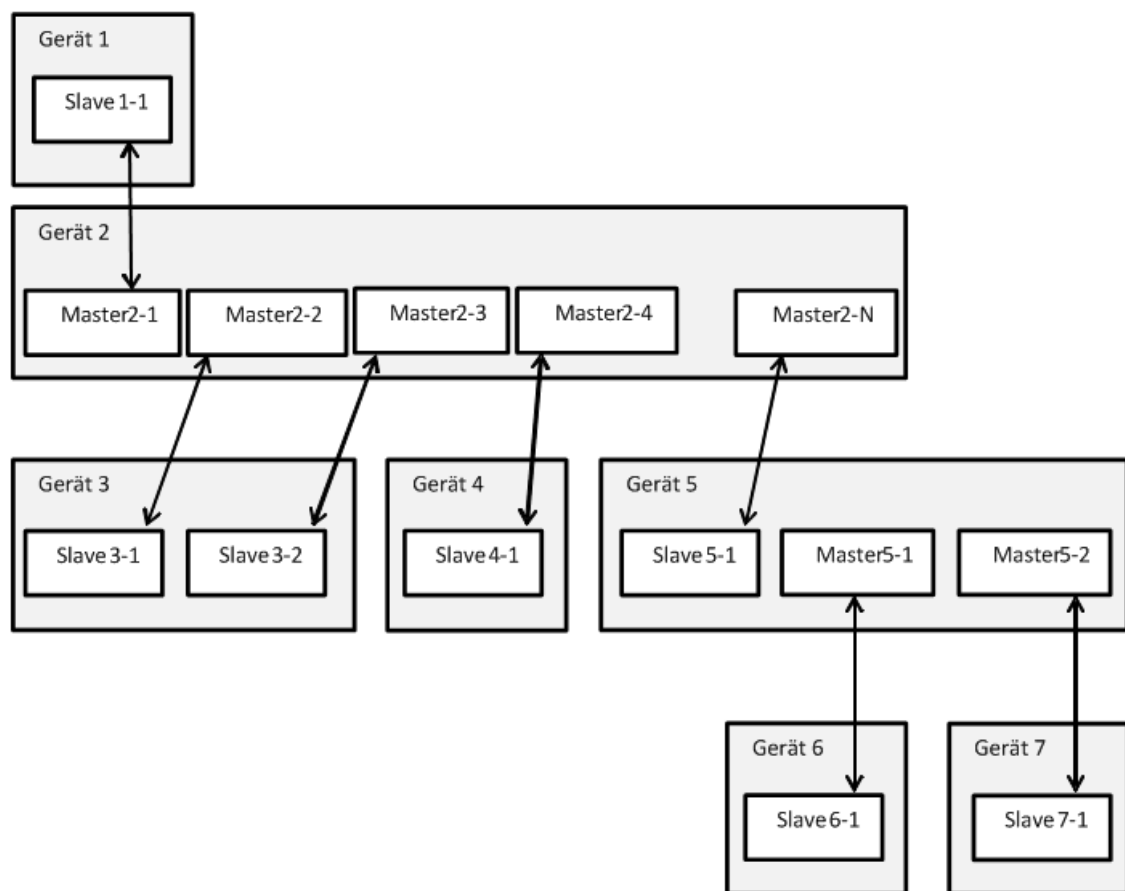 Gerät 1
Slave 1-1
Gerät 2
Master2-1
Master2-2
Master2-3
Master2-4
Master2-N
Gerät 3
Slave 3-1
Slave 3-2
Gerät 4
Slave 4-1
Gerät 5
Slave 5-1
Master5-1
Master5-2
Gerät 6
Slave 6-1
Gerät 7
Slave 7-1